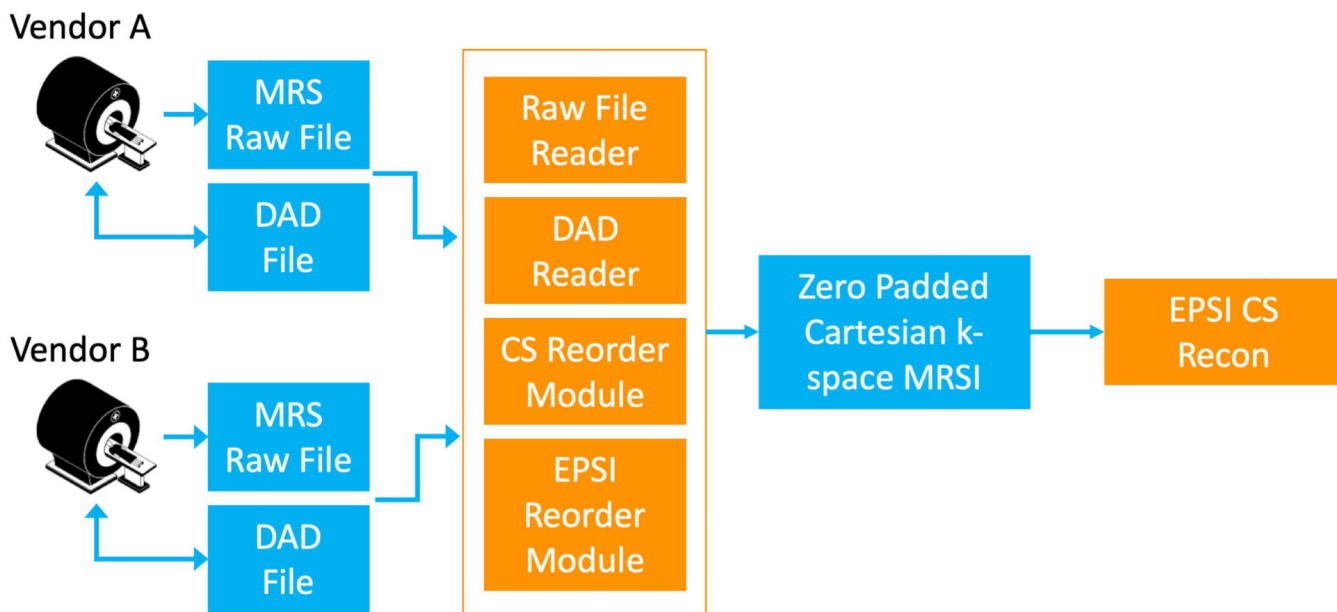 Vendor A
MRS
Raw File
DAD
File
Vendor B
MRS
Raw File
DAD
File
Raw File
Reader
DAD
Reader
CS Reorder
Module
EPSI
Reorder
Module
Zero Padded
Cartesian k-
space MRSI
EPSI CS
Recon